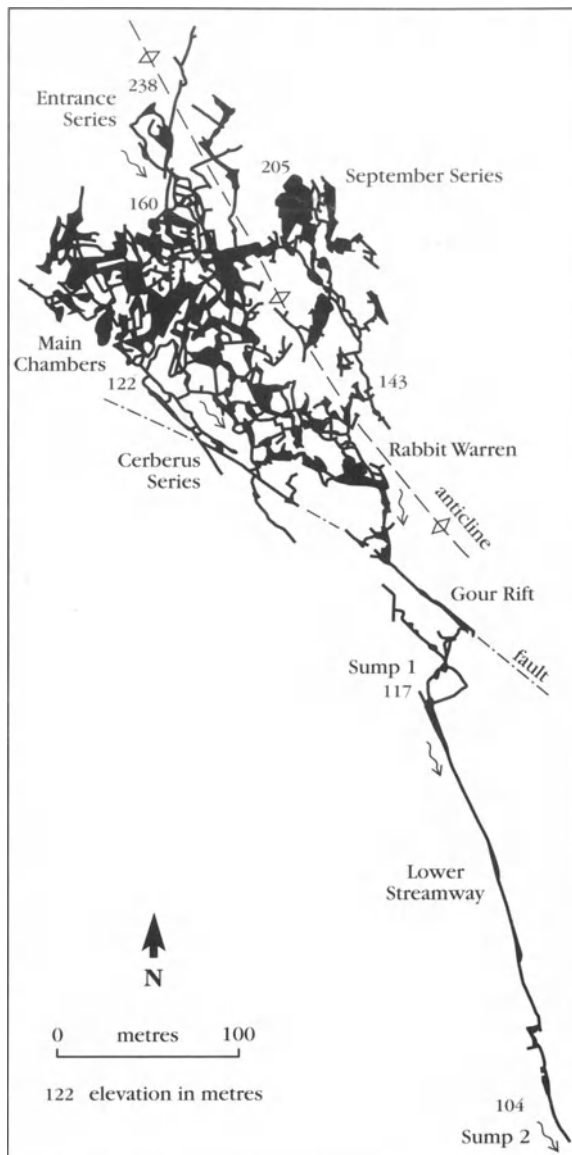 238
Entrance
Series
205
September Series
160
Main
Chambers
122
143
Cerberus
Series
Rabbit Warren
anticline
Gour Rift
fault
Sump 1
117
Lower
Streamway
N
0 metres 100
122 elevation in metres
104
Sump 2